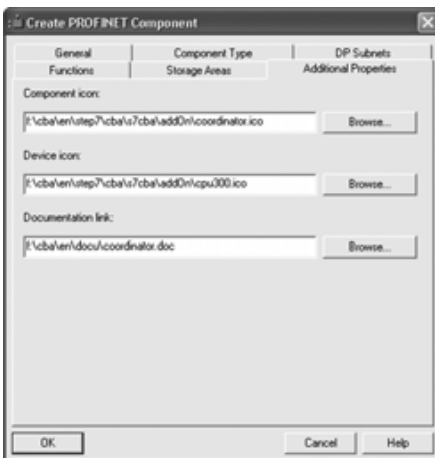 Create PROFINET Component
General
Component Type
DP Subnets
Functions
Storage Areas
Additional Properties
Component icon:
I:\cba\en\step7\cba\s7cba\addOn\coordinator.ico
Browse...
Device icon:
I:\cba\en\step7\cba\s7cba\addOn\cpu300.ico
Browse...
Documentation link:
I:\cba\en\docu\coordinator.doc
Browse...
OK
Cancel
Help